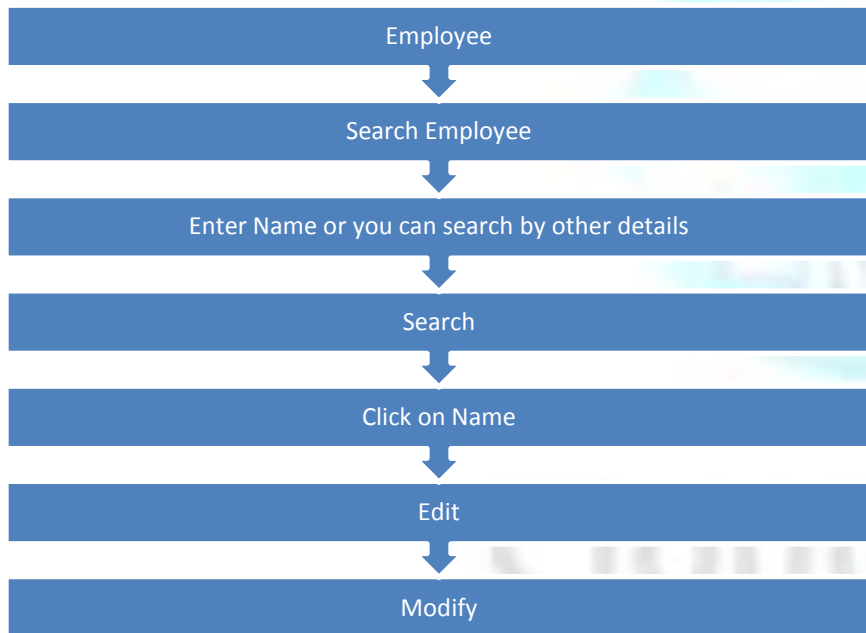 Employee
Search Employee
Enter Name or you can search by other details
Search
Click on Name
Edit
Modify